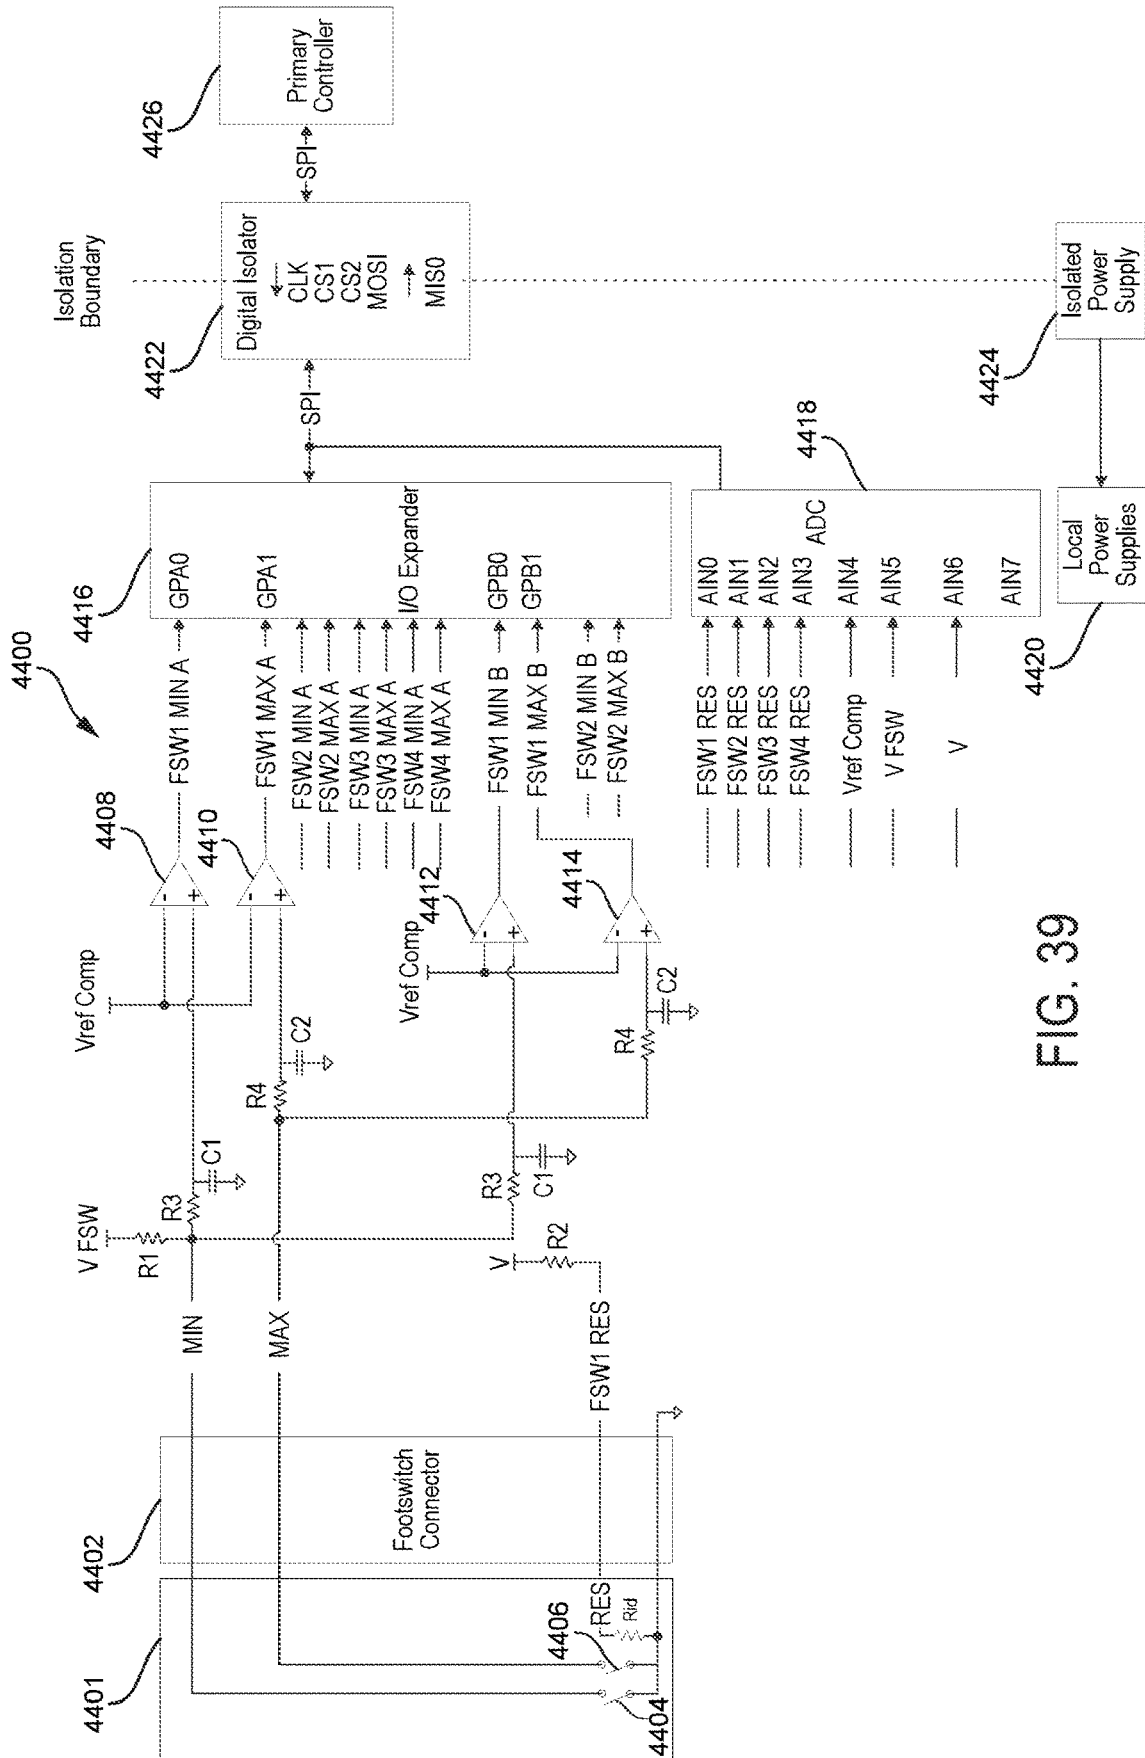 4400
4401
4402
4404
4406
RES
Rid
Footswitch
Connector
MIN
MAX
FSW1 RES
V FSW
R1
R3
C1
R4
C2
V
R2
R3
C1
R4
C2
Vref Comp
4408
4410
Vref Comp
4412
4414
FSW1 MIN A
FSW1 MAX A
FSW2 MIN A
FSW2 MAX A
FSW3 MIN A
FSW3 MAX A
FSW4 MIN A
FSW4 MAX A
FSW1 MIN B
FSW1 MAX B
FSW2 MIN B
FSW2 MAX B
4416
GPA0
GPA1
I/O Expander
GPB0
GPB1
FSW1 RES
FSW2 RES
FSW3 RES
FSW4 RES
Vref Comp
V FSW
V
AIN0
AIN1
AIN2
AIN3
AIN4
AIN5
AIN6
AIN7
ADC
4418
SPI
4422
Isolation
Boundary
Digital Isolator
CLK
CS1
CS2
MOSI
MIS0
SPI
4426
Primary
Controller
4420
Local
Power
Supplies
4424
Isolated
Power
Supply
- +
- +
- +
- +
FIG. 39